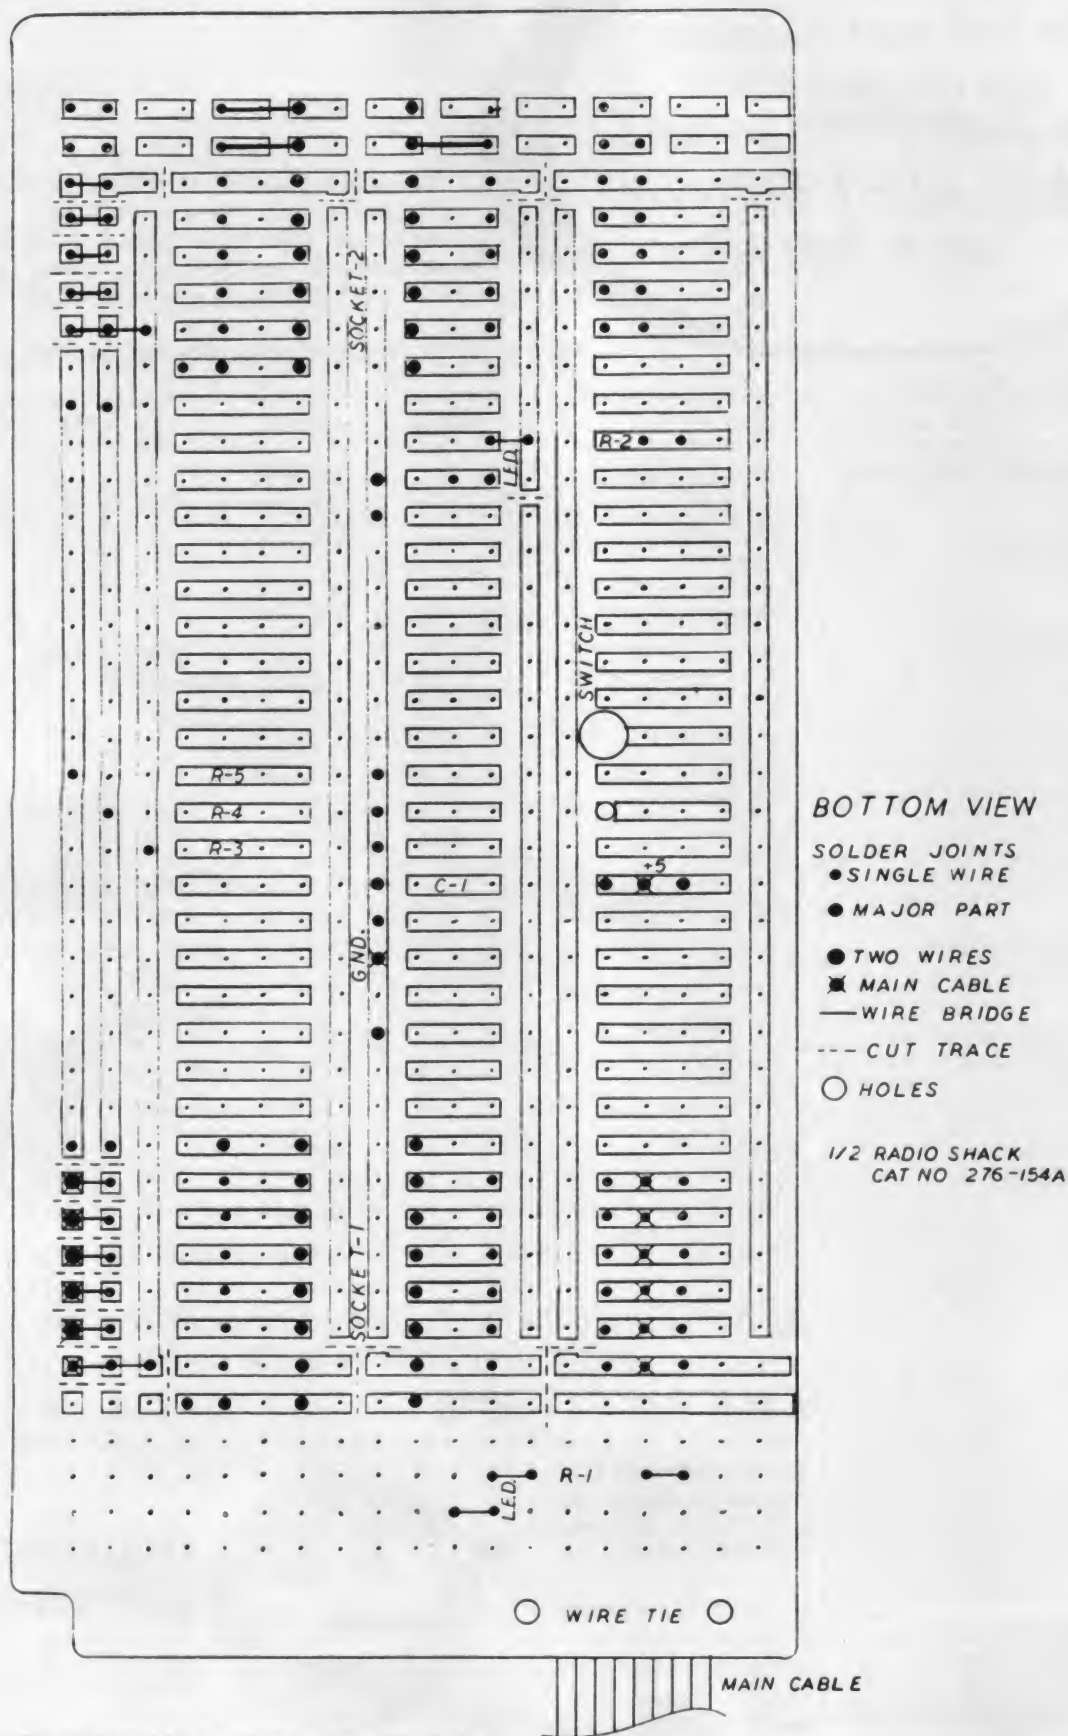 SOCKET-2
R-2
L.E.D.
SWITCH
R-5
R-4
R-3
+5
C-1
GND.
SOCKET-1
R-1
L.E.D.
WIRE TIE
MAIN CABLE
BOTTOM VIEW
SOLDER JOINTS
SINGLE WIRE
MAJOR PART
TWO WIRES
MAIN CABLE
WIRE BRIDGE
CUT TRACE
HOLES
1/2 RADIO SHACK
CAT NO 276-154A